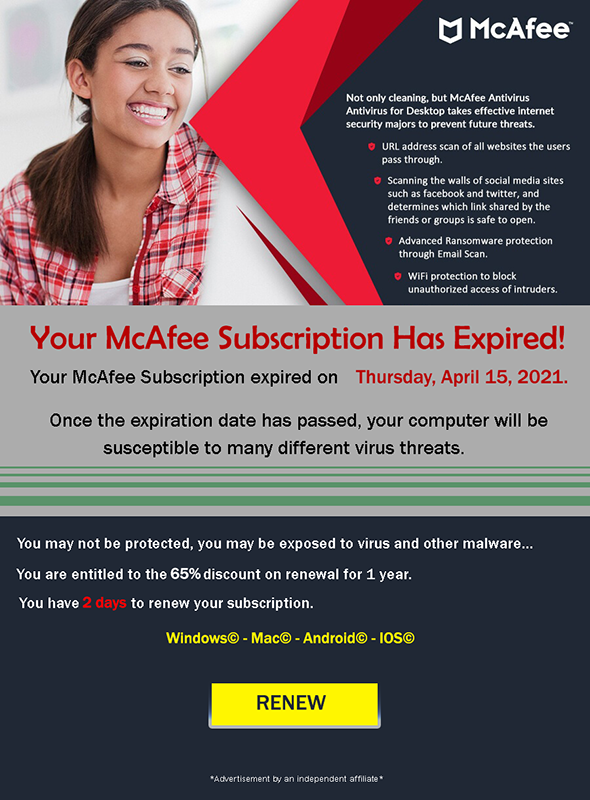 McAfee™
Not only cleaning, but McAfee Antivirus
Antivirus for Desktop takes effective internet
security majors to prevent future threats.
URL address scan of all websites the users
pass through.
Scanning the walls of social media sites
such as facebook and twitter, and
determines which link shared by the
friends or groups is safe to open.
Advanced Ransomware protection
through Email Scan.
WiFi protection to block
unauthorized access of intruders.
Your McAfee Subscription Has Expired!
Your McAfee Subscription expired on Thursday, April 15, 2021.
Once the expiration date has passed, your computer will be
susceptible to many different virus threats.
You may not be protected, you may be exposed to virus and other malware...
You are entitled to the 65% discount on renewal for 1 year.
You have 2 days to renew your subscription.
Windows© - Mac© - Android© - IOS©
RENEW
*Advertisement by an independent affiliate*